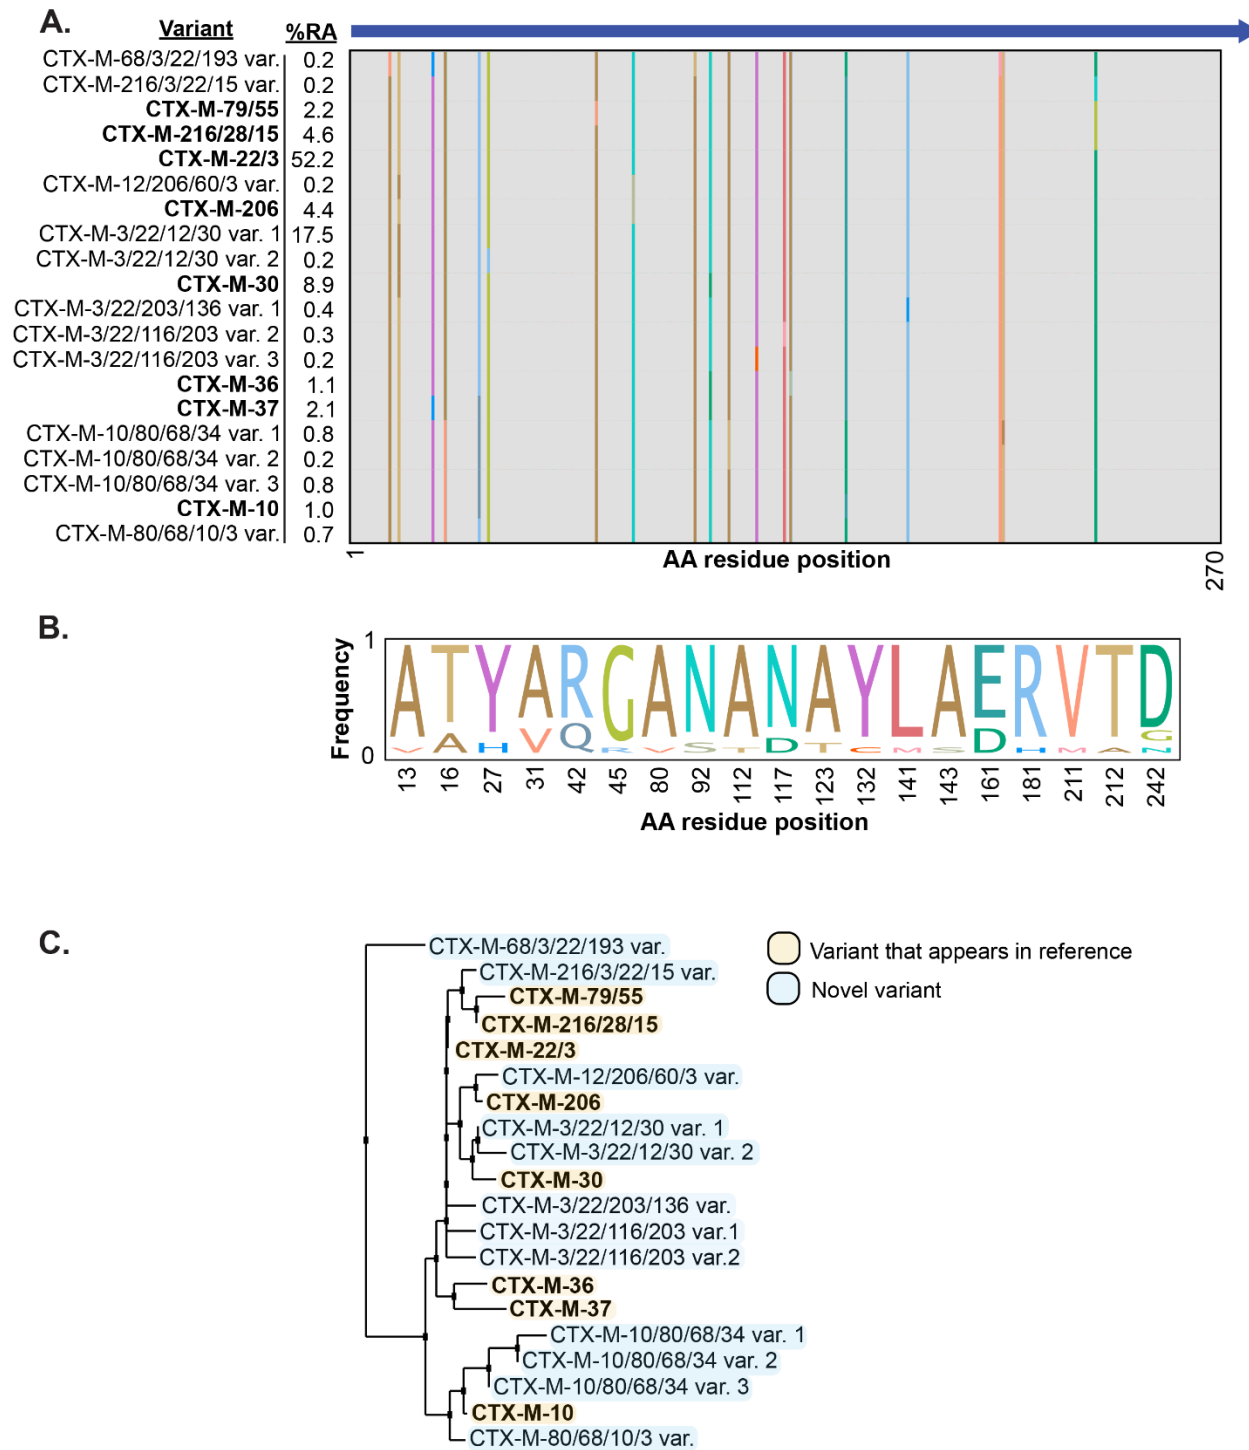 A.
Variant %RA
CTX-M-68/3/22/193 var. 0.2
CTX-M-216/3/22/15 var. 0.2
CTX-M-79/55 2.2
CTX-M-216/28/15 4.6
CTX-M-22/3 52.2
CTX-M-12/206/60/3 var. 0.2
CTX-M-206 4.4
CTX-M-3/22/12/30 var. 1 17.5
CTX-M-3/22/12/30 var. 2 0.2
CTX-M-30 8.9
CTX-M-3/22/203/136 var. 1 0.4
CTX-M-3/22/116/203 var. 2 0.3
CTX-M-3/22/116/203 var. 3 0.2
CTX-M-36 1.1
CTX-M-37 2.1
CTX-M-10/80/68/34 var. 1 0.8
CTX-M-10/80/68/34 var. 2 0.2
CTX-M-10/80/68/34 var. 3 0.8
CTX-M-10 1.0
CTX-M-80/68/10/3 var. 0.7
1 AA residue position 270
B.
Frequency
1
0
A T Y A R G A N A N A Y L A E R V T D
V A H V Q R V S T D T C M S D H M A G
N
13 16 27 31 42 45 80 92 112 117 123 132 141 143 161 181 211 212 242
AA residue position
C.
CTX-M-68/3/22/193 var.
CTX-M-216/3/22/15 var.
CTX-M-79/55
CTX-M-216/28/15
CTX-M-22/3
CTX-M-12/206/60/3 var.
CTX-M-206
CTX-M-3/22/12/30 var. 1
CTX-M-3/22/12/30 var. 2
CTX-M-30
CTX-M-3/22/203/136 var.
CTX-M-3/22/116/203 var.1
CTX-M-3/22/116/203 var.2
CTX-M-36
CTX-M-37
CTX-M-10/80/68/34 var. 1
CTX-M-10/80/68/34 var. 2
CTX-M-10/80/68/34 var. 3
CTX-M-10
CTX-M-80/68/10/3 var.
Variant that appears in reference
Novel variant